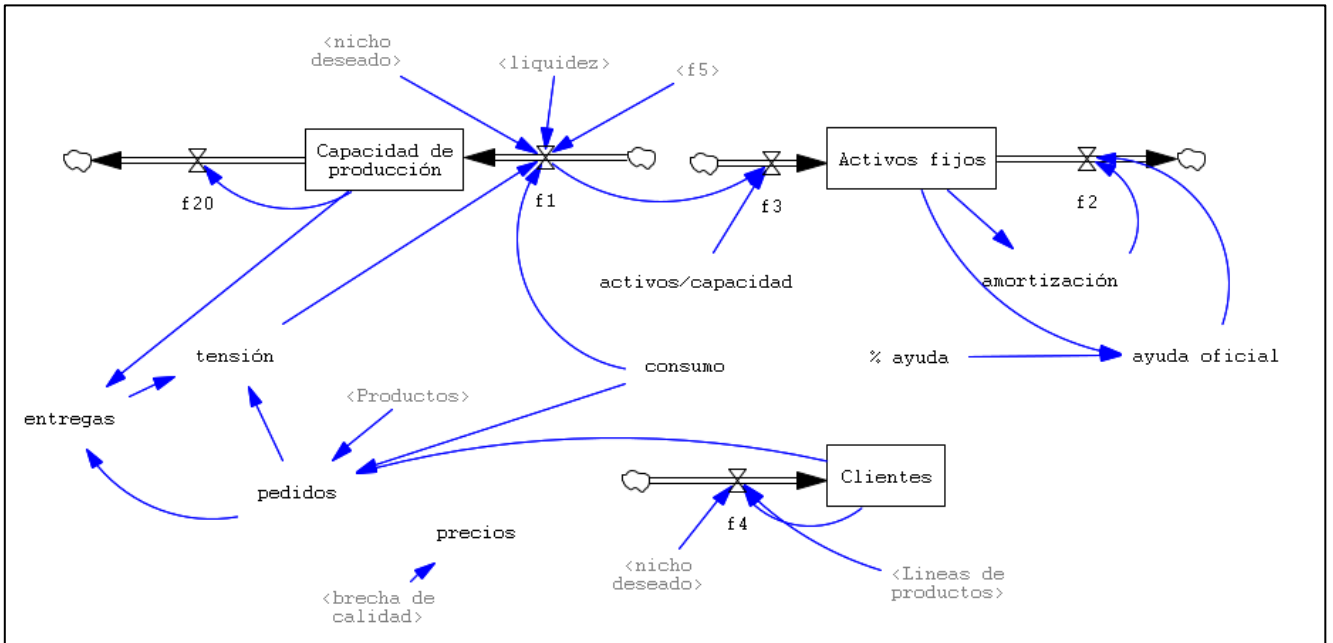 <nicho
deseado>
<liquidez>
<f5>
Capacidad de
producción
Activos fijos
f20
f1
f3
f2
activos/capacidad
amortización
tensión
consumo
% ayuda
ayuda oficial
<Productos>
entregas
pedidos
Clientes
precios
f4
<nicho
deseado>
<Lineas de
productos>
<brecha de
calidad>